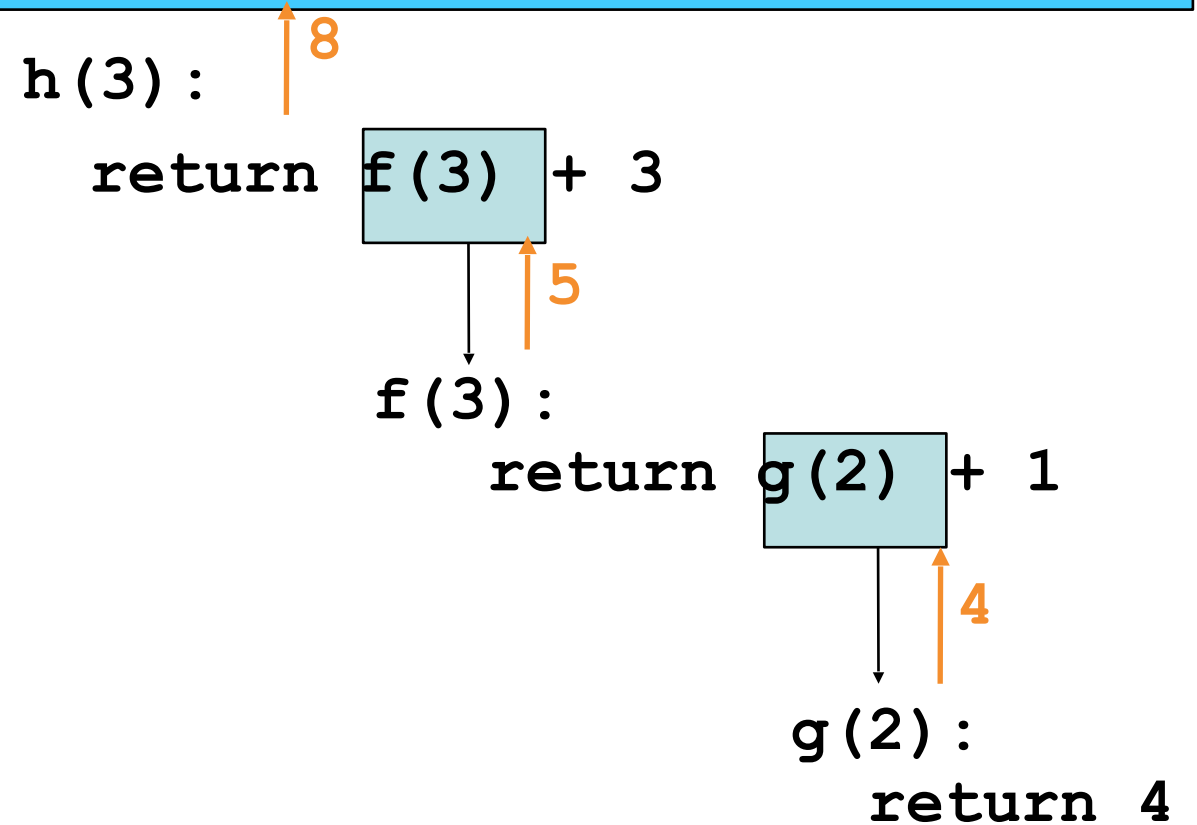 8
h(3):
return f(3) + 3
5
f(3):
return g(2) + 1
4
g(2):
return 4